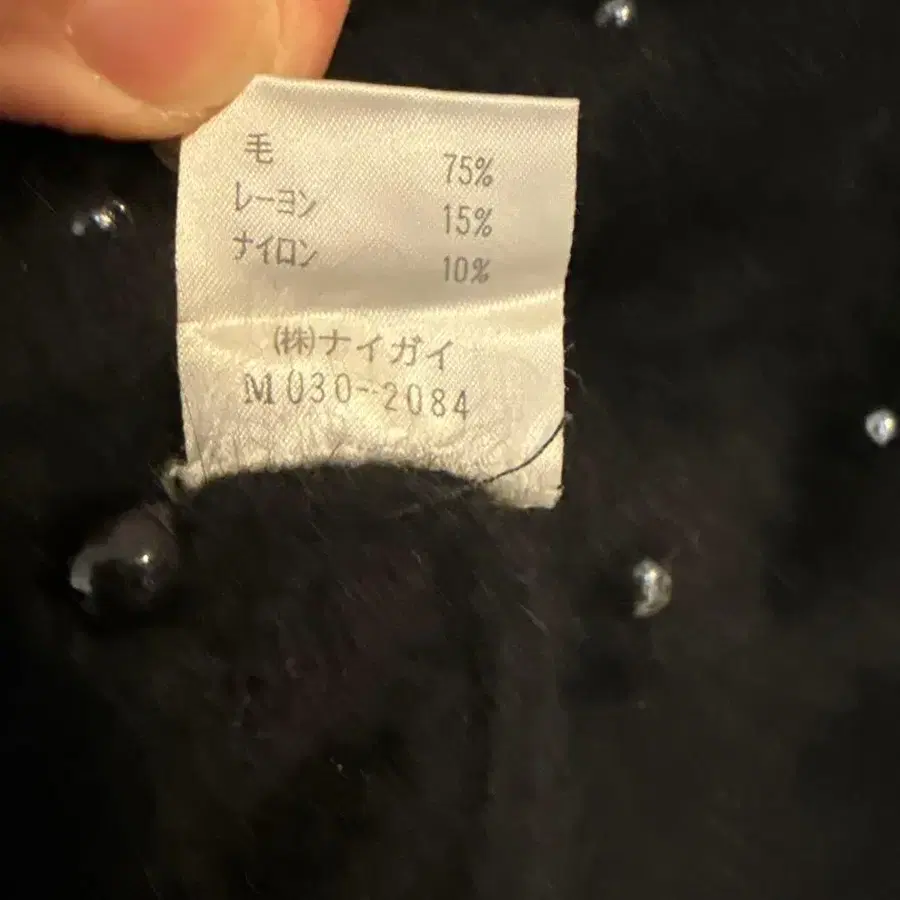 毛 75%
レーヨン 15%
ナイロン 10%
(株)ナイガイ
M030-2084